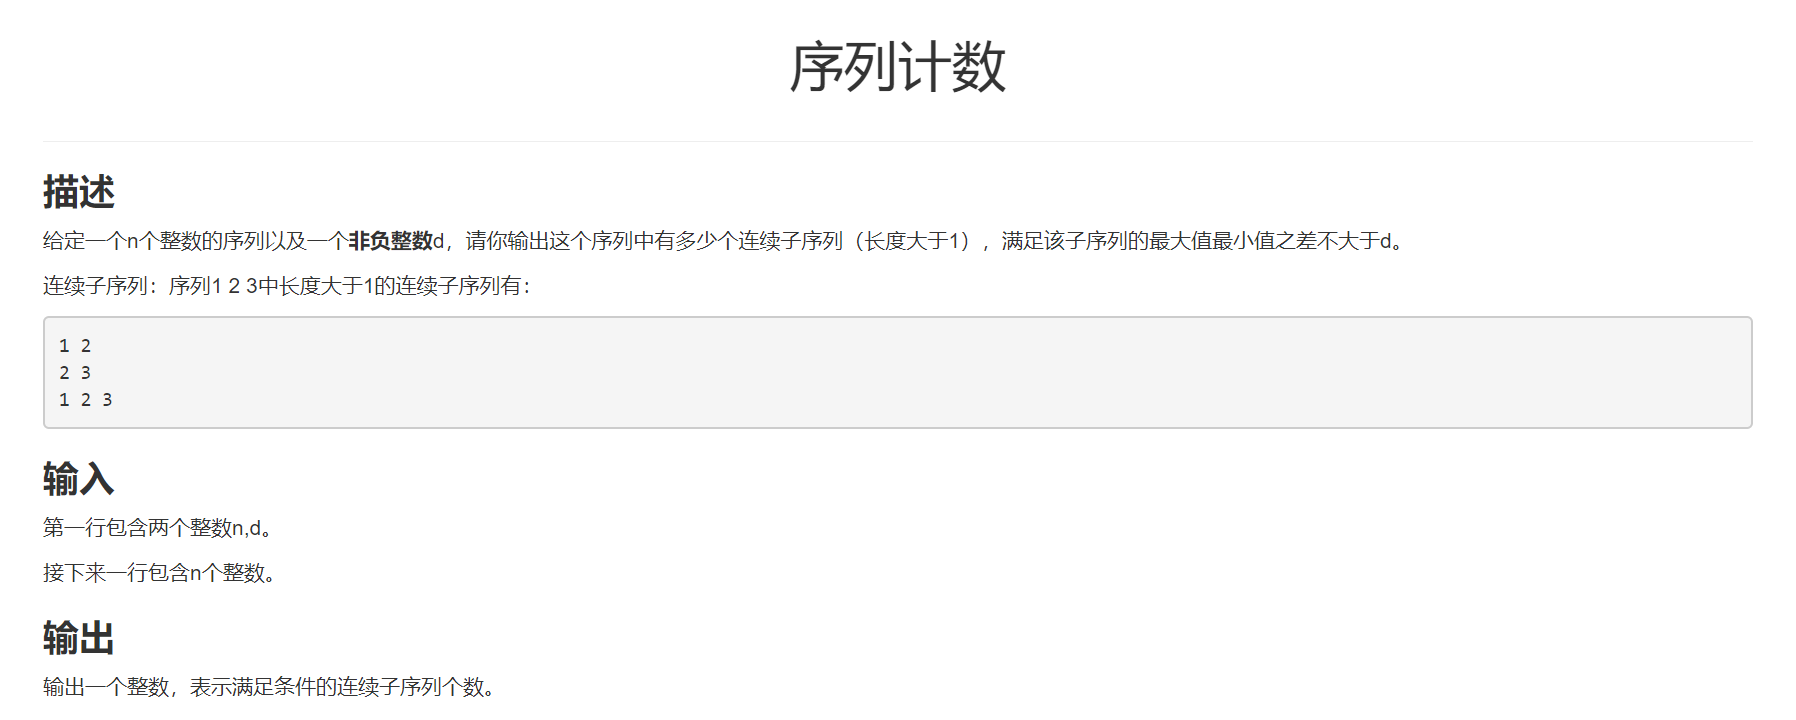 序列计数
描述
给定一个n个整数的序列以及一个非负整数d，请你输出这个序列中有多少个连续子序列（长度大于1），满足该子序列的最大值最小值之差不大于d。
连续子序列：序列1 2 3中长度大于1的连续子序列有：
1 2
2 3
1 2 3
输入
第一行包含两个整数n,d。
接下来一行包含n个整数。
输出
输出一个整数，表示满足条件的连续子序列个数。